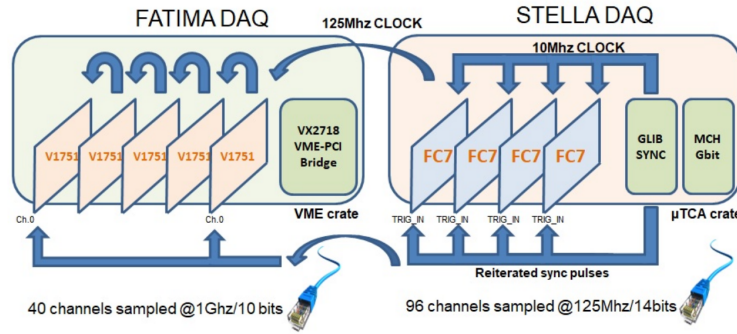 FATIMA DAQ
125Mhz CLOCK
STELLA DAQ
10Mhz CLOCK
V1751
V1751
V1751
V1751
V1751
VX2718
VME-PCI
Bridge
FC7
FC7
FC7
FC7
GLIB
SYNC
MCH
Gbit
Ch.0
Ch.0
VME crate
TRIG_IN
TRIG_IN
TRIG_IN
TRIG_IN
µTCA crate
Reiterated sync pulses
40 channels sampled @1Ghz/10 bits
96 channels sampled @125Mhz/14bits